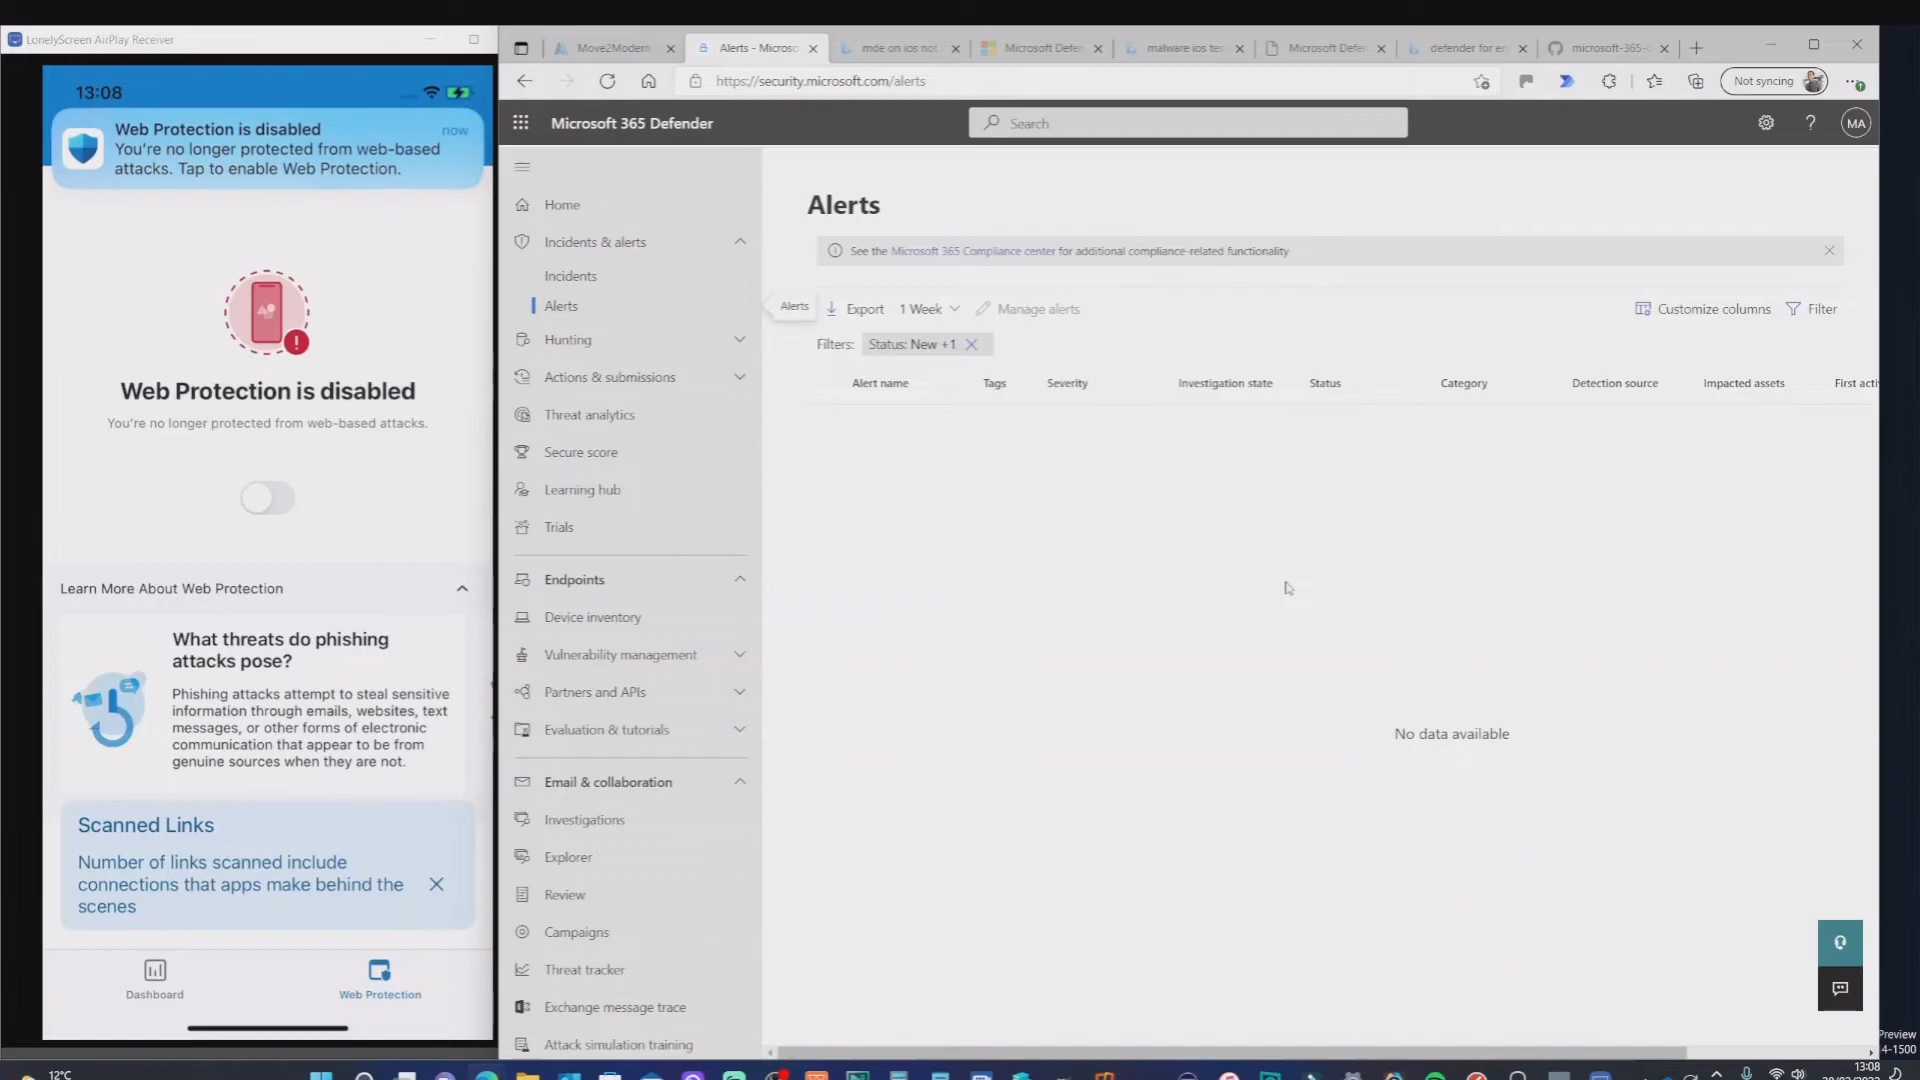 LonelyScreen AirPlay Receiver
13:08
Web Protection is disabled
now
You're no longer protected from web-based
attacks. Tap to enable Web Protection.
Web Protection is disabled
You're no longer protected from web-based attacks.
Learn More About Web Protection
What threats do phishing
attacks pose?
Phishing attacks attempt to steal sensitive
information through emails, websites, text
messages, or other forms of electronic
communication that appear to be from
genuine sources when they are not.
Scanned Links
Number of links scanned include
connections that apps make behind the
scenes
Dashboard
Web Protection
Move2Modern
Alerts - Microso
mde on ios not
Microsoft Defen
malware ios tes
Microsoft Defen
defender for en
microsoft-365-
https://security.microsoft.com/alerts
Not syncing
Microsoft 365 Defender
Search
MA
Home
Incidents & alerts
Incidents
Alerts
Hunting
Actions & submissions
Threat analytics
Secure score
Learning hub
Trials
Endpoints
Device inventory
Vulnerability management
Partners and APIs
Evaluation & tutorials
Email & collaboration
Investigations
Explorer
Review
Campaigns
Threat tracker
Exchange message trace
Attack simulation training
Alerts
See the Microsoft 365 Compliance center for additional compliance-related functionality
Alerts
Export
1 Week
Manage alerts
Customize columns
Filter
Filters:
Status: New +1
Alert name
Tags
Severity
Investigation state
Status
Category
Detection source
Impacted assets
First acti
No data available
Preview
4-1500
12°C
13:08